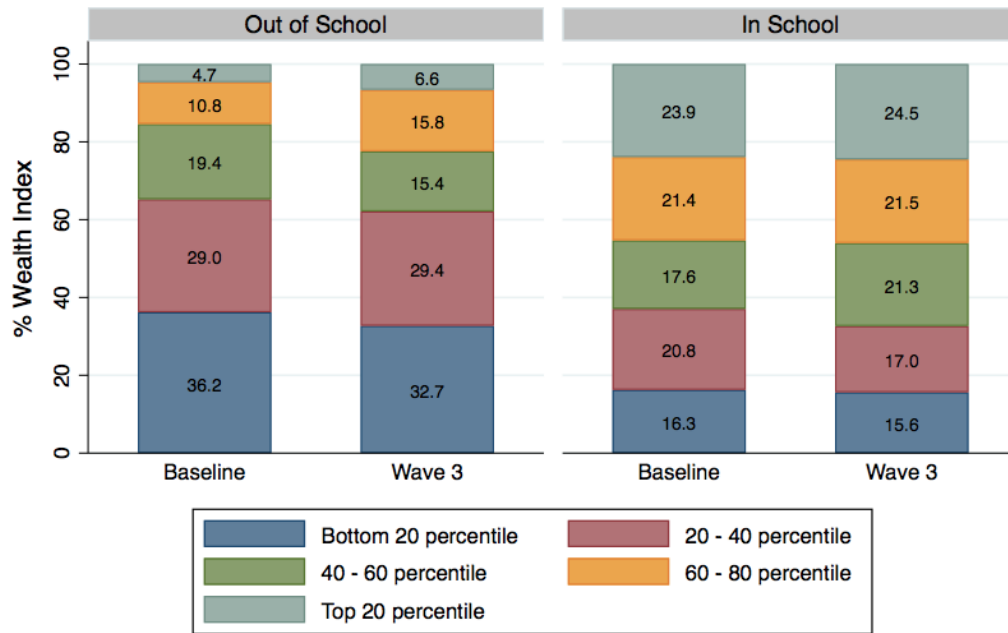 Out of School
In School
% Wealth Index
100
80
60
40
20
0
4.7
10.8
19.4
29.0
36.2
6.6
15.8
15.4
29.4
32.7
23.9
21.4
17.6
20.8
16.3
24.5
21.5
21.3
17.0
15.6
Baseline
Wave 3
Baseline
Wave 3
Bottom 20 percentile
20 - 40 percentile
40 - 60 percentile
60 - 80 percentile
Top 20 percentile